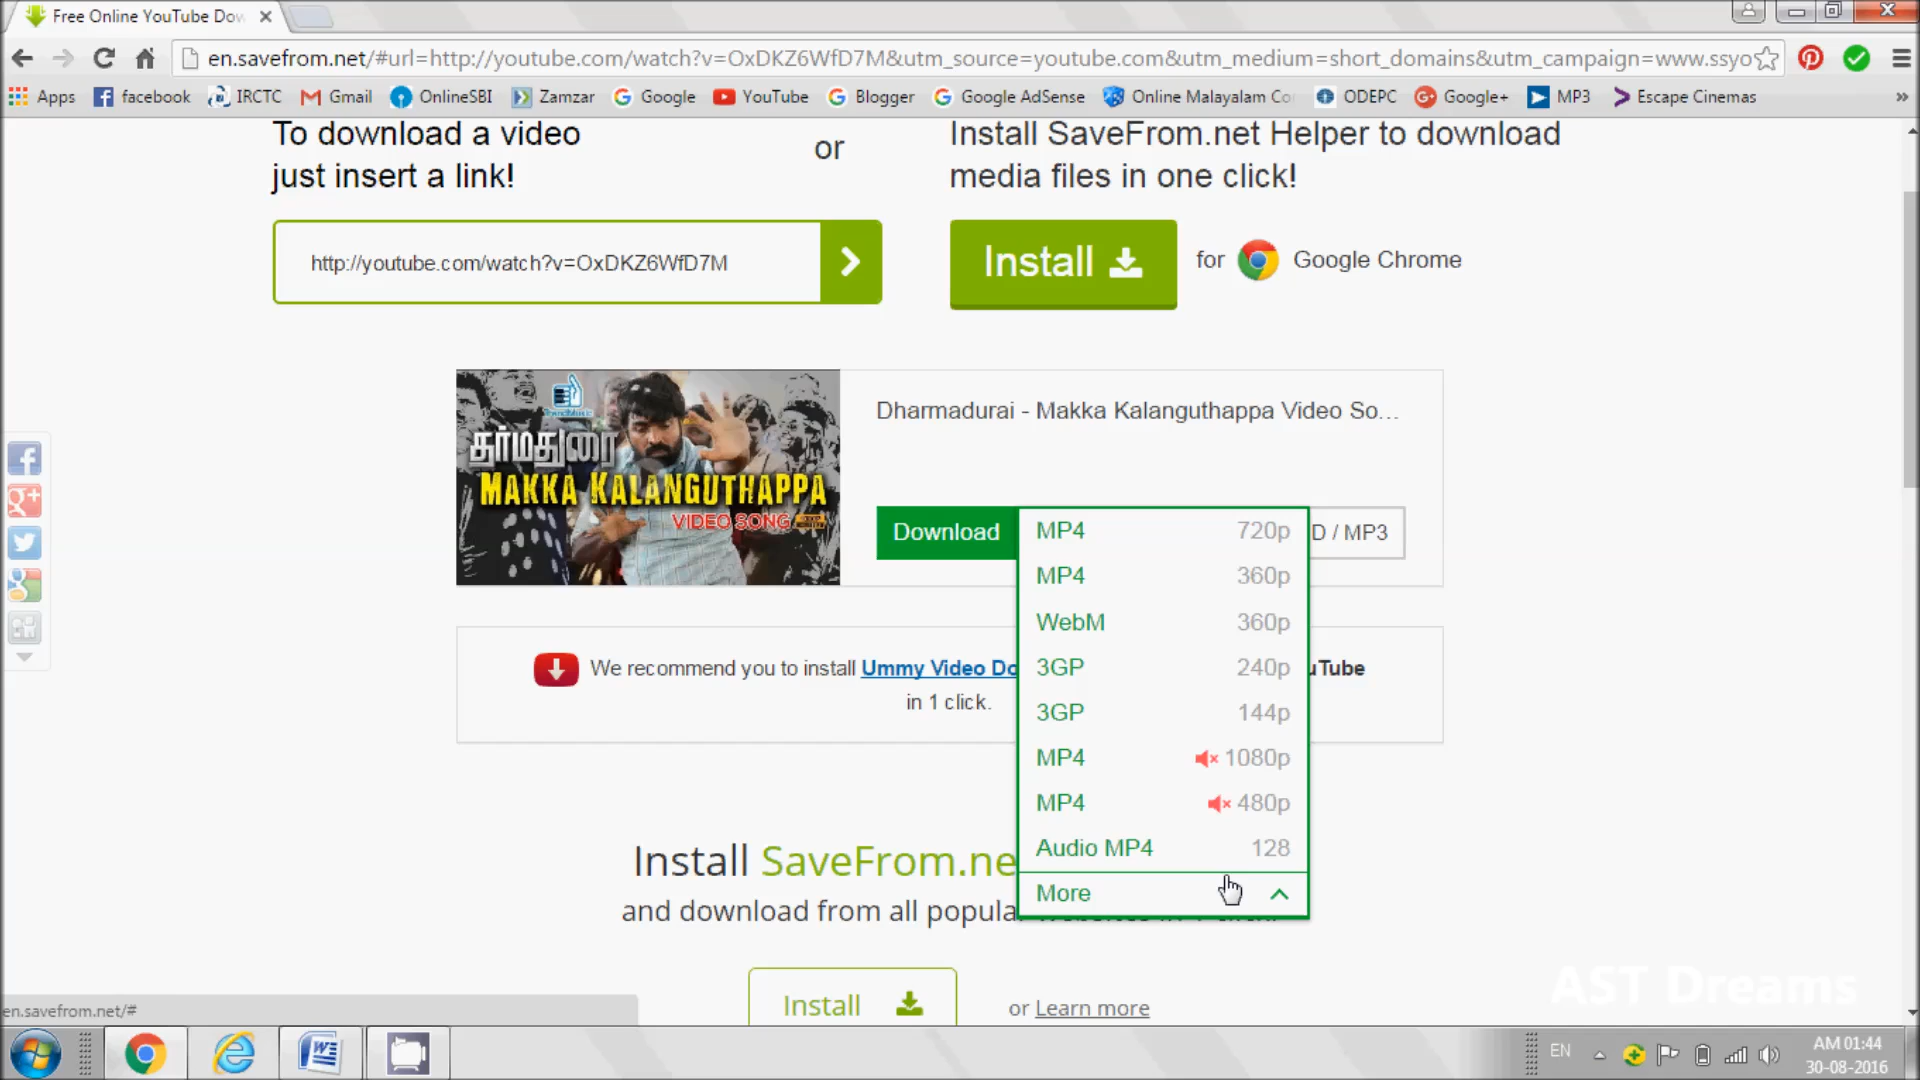 Free Online YouTube Dow
en.savefrom.net/#url=http://youtube.com/watch?v=OxDKZ6WfD7M&utm_source=youtube.com&utm_medium=short_domains&utm_campaign=www.ssyo
Apps facebook IRCTC Gmail OnlineSBI Zamzar Google YouTube Blogger Google AdSense Online Malayalam Co ODEPC Google+ MP3 Escape Cinemas »
To download a video
just insert a link!
or
Install SaveFrom.net Helper to download
media files in one click!
http://youtube.com/watch?v=OxDKZ6WfD7M
Install
for Google Chrome
தர்மதுரை
MAKKA KALANGUTHAPPA
VIDEO SONG
Dharmadurai - Makka Kalanguthappa Video So...
Download
D / MP3
MP4 720p
MP4 360p
WebM 360p
3GP 240p
3GP 144p
MP4 1080p
MP4 480p
Audio MP4 128
More
We recommend you to install Ummy Video Do
uTube
in 1 click.
Install SaveFrom.ne
and download from all popula
Install
or Learn more
AST Dreams
en.savefrom.net/#
EN
AM 01:44
30-08-2016